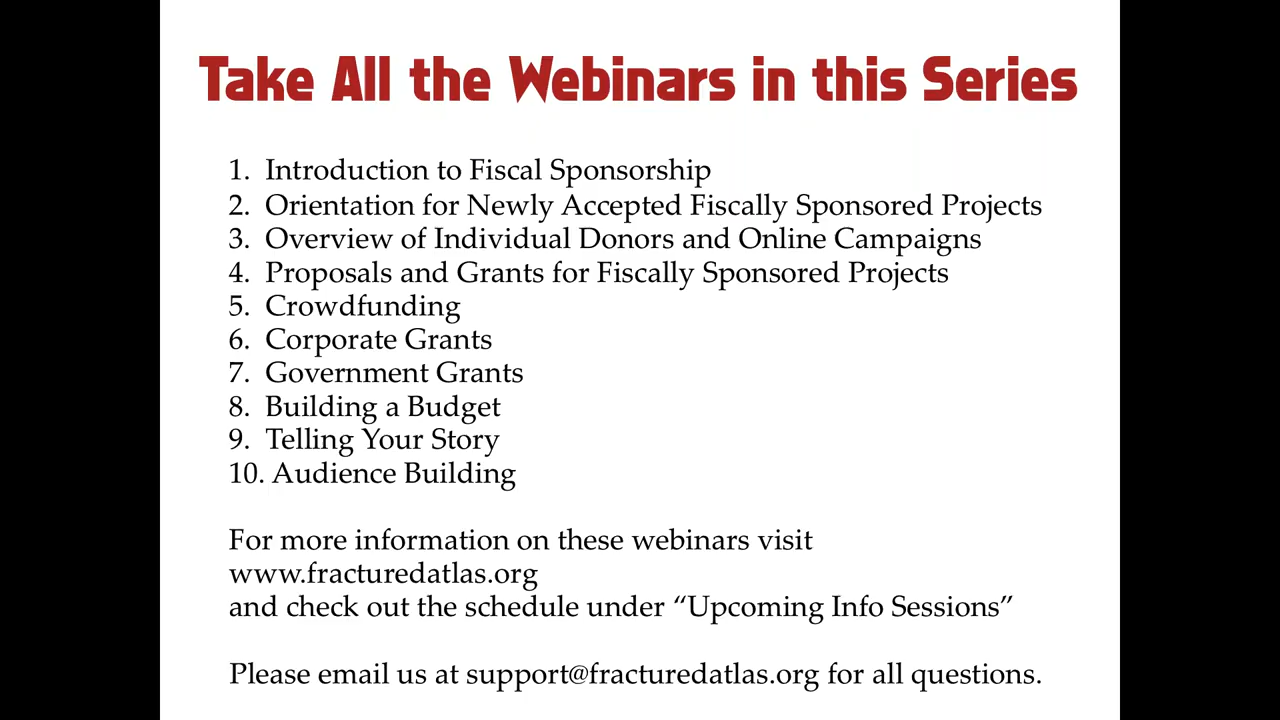 Take All the Webinars in this Series
1. Introduction to Fiscal Sponsorship
2. Orientation for Newly Accepted Fiscally Sponsored Projects
3. Overview of Individual Donors and Online Campaigns
4. Proposals and Grants for Fiscally Sponsored Projects
5. Crowdfunding
6. Corporate Grants
7. Government Grants
8. Building a Budget
9. Telling Your Story
10. Audience Building
For more information on these webinars visit
www.fracturedatlas.org
and check out the schedule under “Upcoming Info Sessions”
Please email us at support@fracturedatlas.org for all questions.